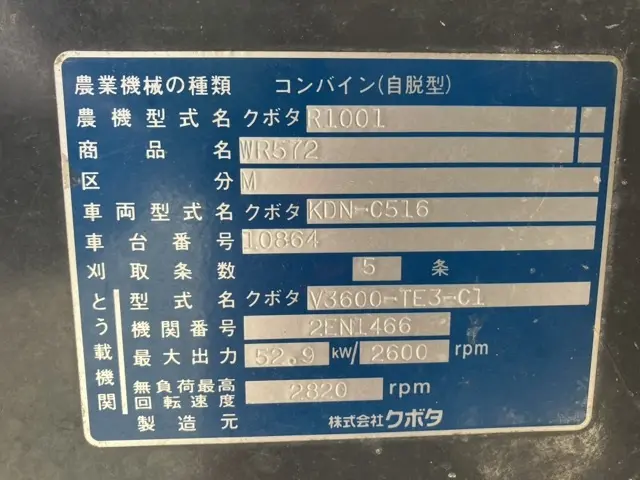 農業機械の種類 コンバイン(自脱型)
農機型式名 クボタ R1001
商品名 WR572
区分 M
車両型式名 クボタ KDN-C516
車台番号 10864
刈取条数 5 条
とう載機関 型式名 クボタ V3600-TE3-C1
機関番号 2EN1466
最大出力 52.9 kW/ 2600 rpm
無負荷最高回転速度 2820 rpm
製造元 株式会社クボタ